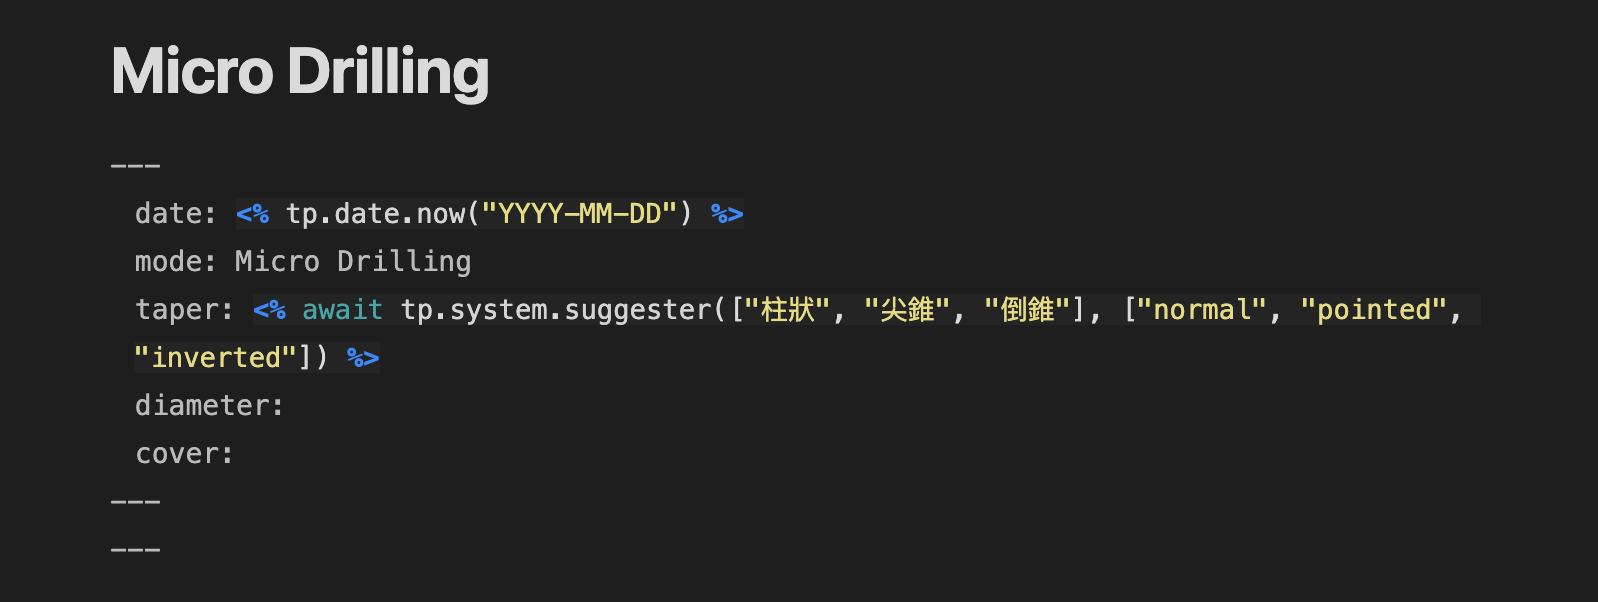 Micro Drilling
---
date: <% tp.date.now("YYYY-MM-DD") %>
mode: Micro Drilling
taper: <% await tp.system.suggester(["柱狀", "尖錐", "倒錐"], ["normal", "pointed",
"inverted"]) %>
diameter:
cover:
---
---